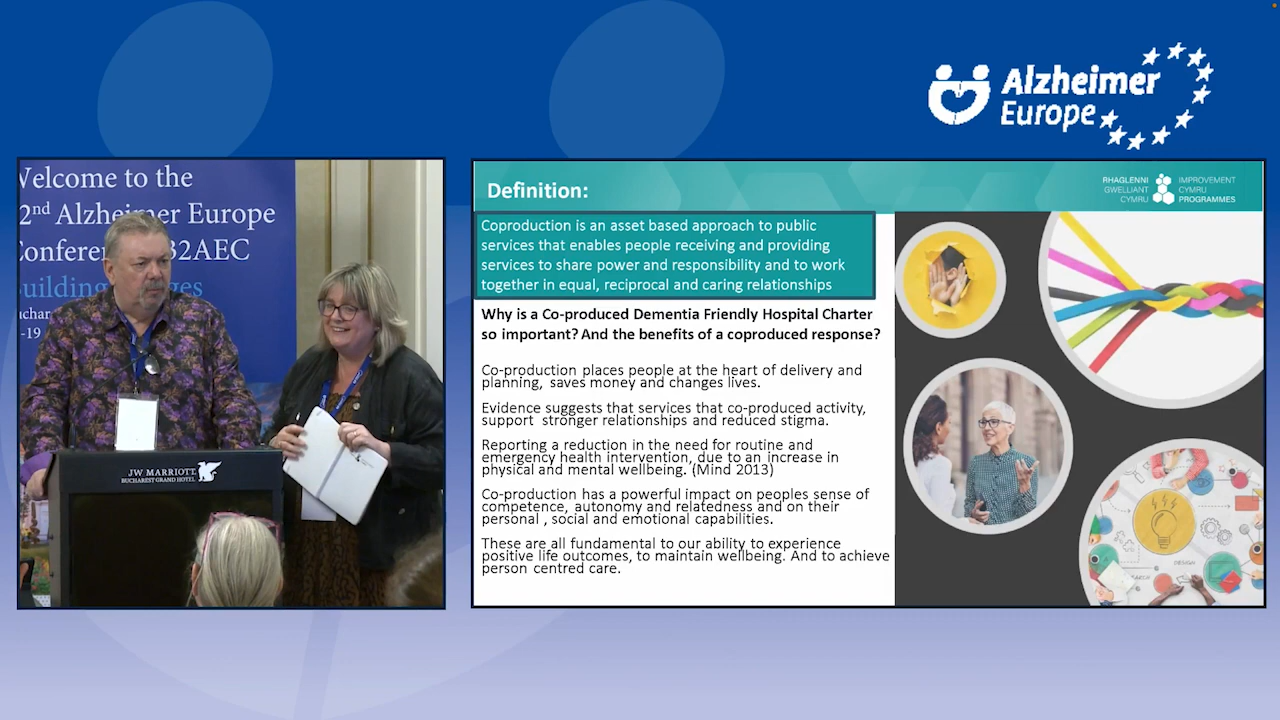 Alzheimer
Europe
Welcome to the
2nd Alzheimer Europe
Conference 32AEC
JW MARRIOTT
BUCHAREST GRAND HOTEL
Definition:
RHAGLENNI
GWELLIANT
CYMRU
IMPROVEMENT
CYMRU
PROGRAMMES
Coproduction is an asset based approach to public
services that enables people receiving and providing
services to share power and responsibility and to work
together in equal, reciprocal and caring relationships
Why is a Co-produced Dementia Friendly Hospital Charter
so important? And the benefits of a coproduced response?
Co-production places people at the heart of delivery and
planning, saves money and changes lives.
Evidence suggests that services that co-produced activity,
support stronger relationships and reduced stigma.
Reporting a reduction in the need for routine and
emergency health intervention, due to an increase in
physical and mental wellbeing. (Mind 2013)
Co-production has a powerful impact on peoples sense of
competence, autonomy and relatedness and on their
personal , social and emotional capabilities.
These are all fundamental to our ability to experience
positive life outcomes, to maintain wellbeing. And to achieve
person centred care.
DESIGN